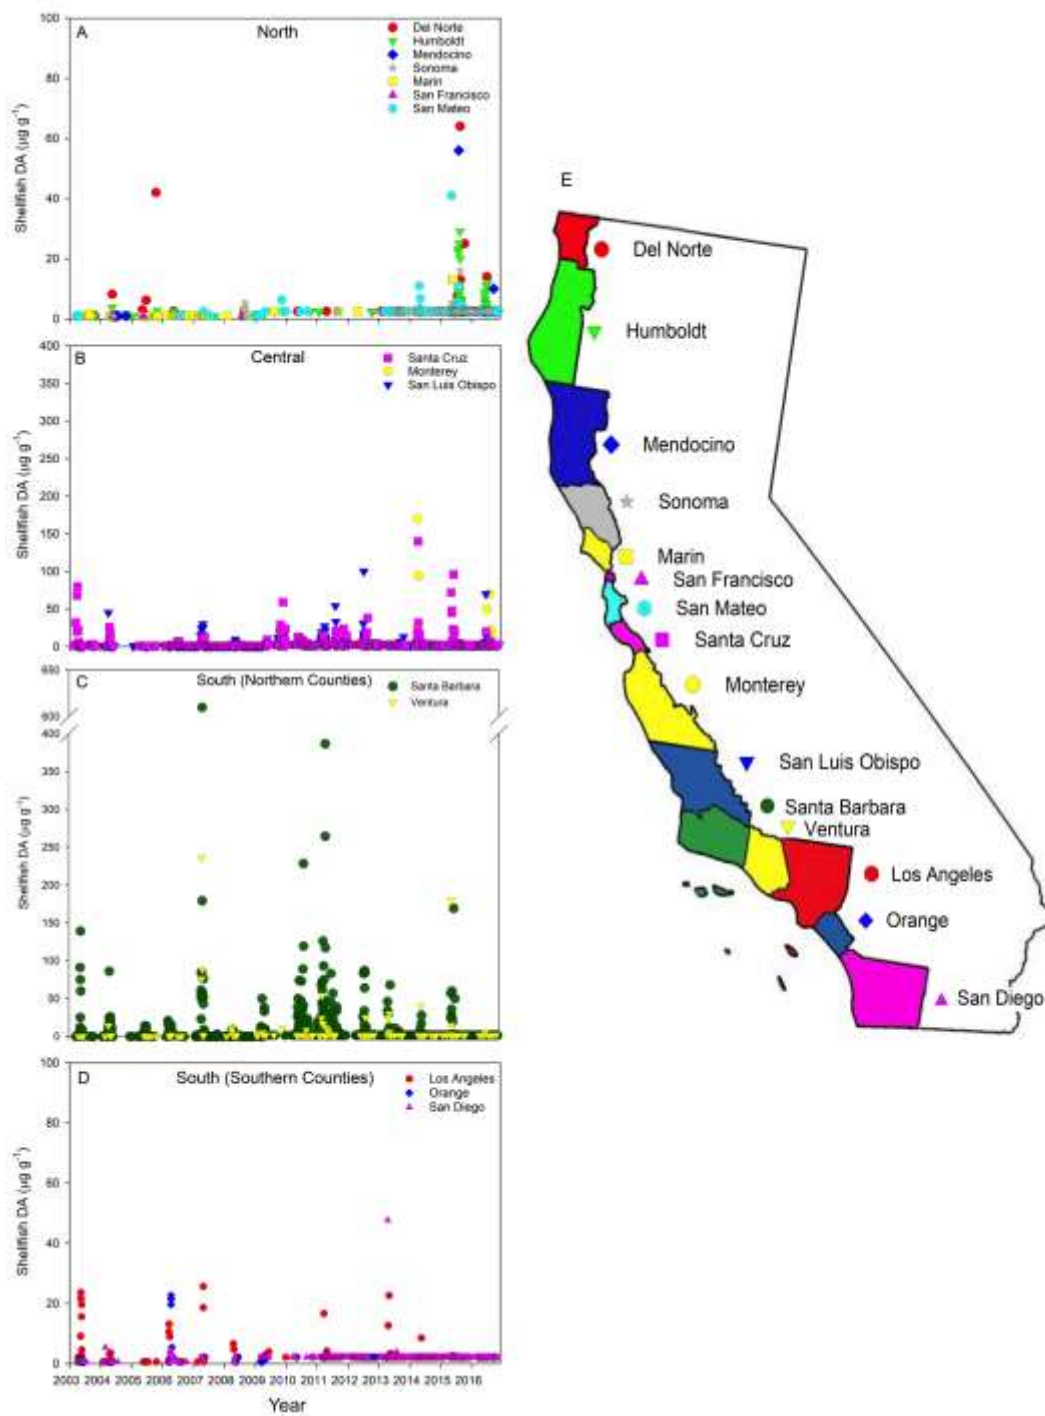 A
North
Del Norte
Humboldt
Mendocino
Sonoma
Marin
San Francisco
San Mateo
100
80
60
40
20
0
Shellfish DA (µg g⁻¹)
B
Central
Santa Cruz
Monterey
San Luis Obispo
400
350
300
250
200
150
100
50
0
Shellfish DA (µg g⁻¹)
C
South (Northern Counties)
Santa Barbara
Ventura
650
600
400
350
300
250
200
150
100
50
0
Shellfish DA (µg g⁻¹)
D
South (Southern Counties)
Los Angeles
Orange
San Diego
100
80
60
40
20
0
Shellfish DA (µg g⁻¹)
2003 2004 2005 2006 2007 2008 2009 2010 2011 2012 2013 2014 2015 2016
Year
E
Del Norte
Humboldt
Mendocino
Sonoma
Marin
San Francisco
San Mateo
Santa Cruz
Monterey
San Luis Obispo
Santa Barbara
Ventura
Los Angeles
Orange
San Diego